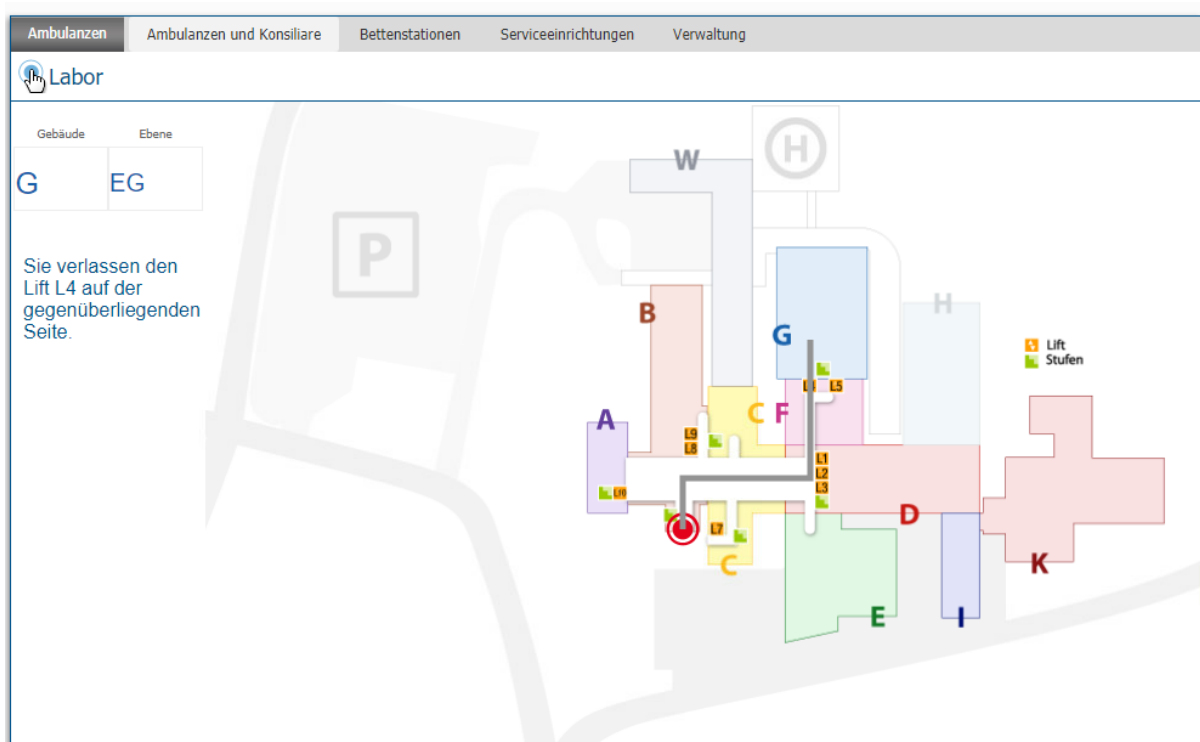 Ambulanzen Ambulanzen und Konsiliare Bettenstationen Serviceeinrichtungen Verwaltung
Labor
Gebäude Ebene
G EG
Sie verlassen den
Lift L4 auf der
gegenüberliegenden
Seite.
W H
P
B
H
G
Lift
Stufen
L4 L5
A
C F
L9
L8
L1
L2
L3
L10
D
L7
C
K
E I